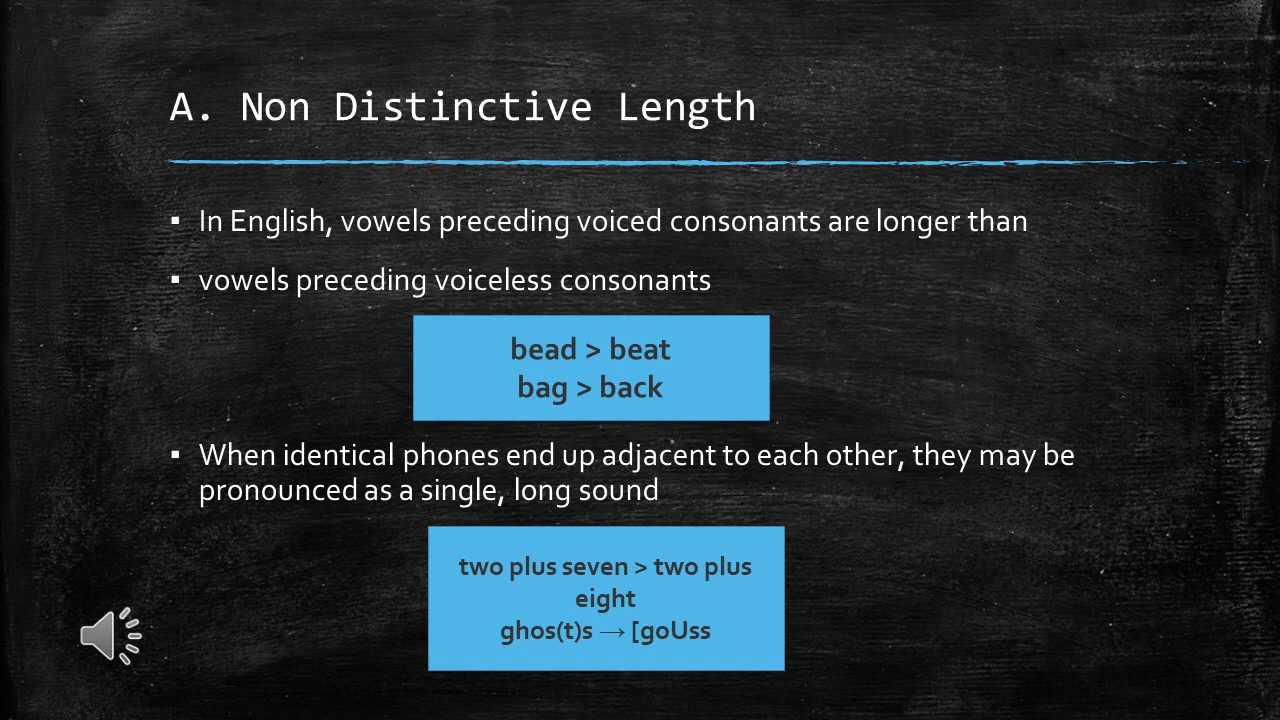 A. Non Distinctive Length
▪ In English, vowels preceding voiced consonants are longer than
▪ vowels preceding voiceless consonants
bead > beat
bag > back
▪ When identical phones end up adjacent to each other, they may be
pronounced as a single, long sound
two plus seven > two plus
eight
ghos(t)s → [goUss